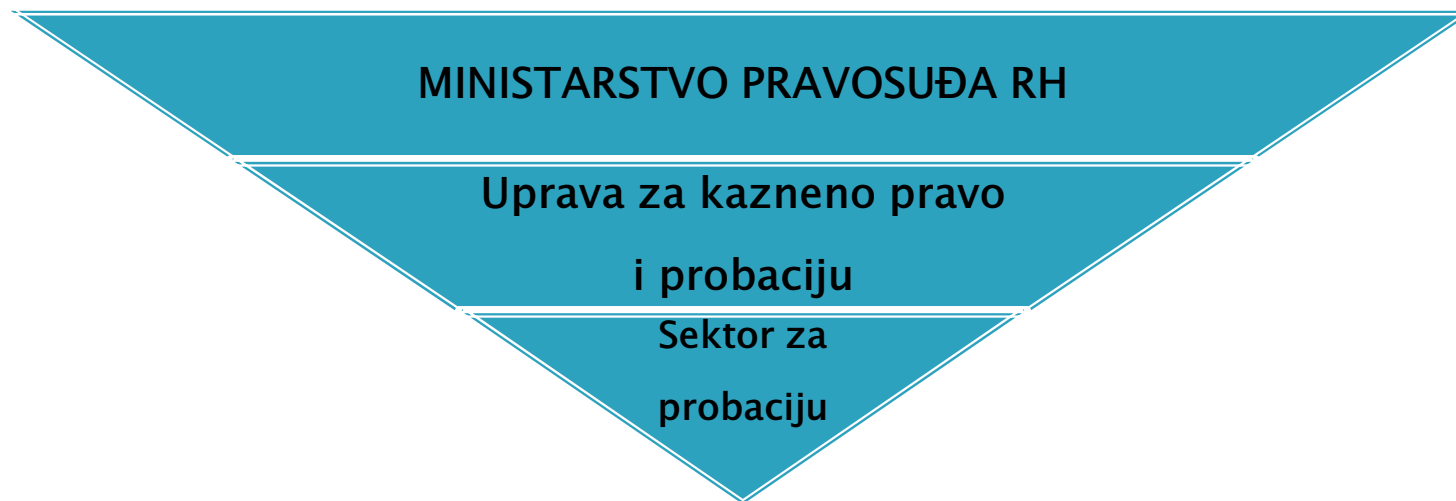 MINISTARSTVO PRAVOSUĐA RH
Uprava za kazneno pravo
i probaciju
Sektor za
probaciju